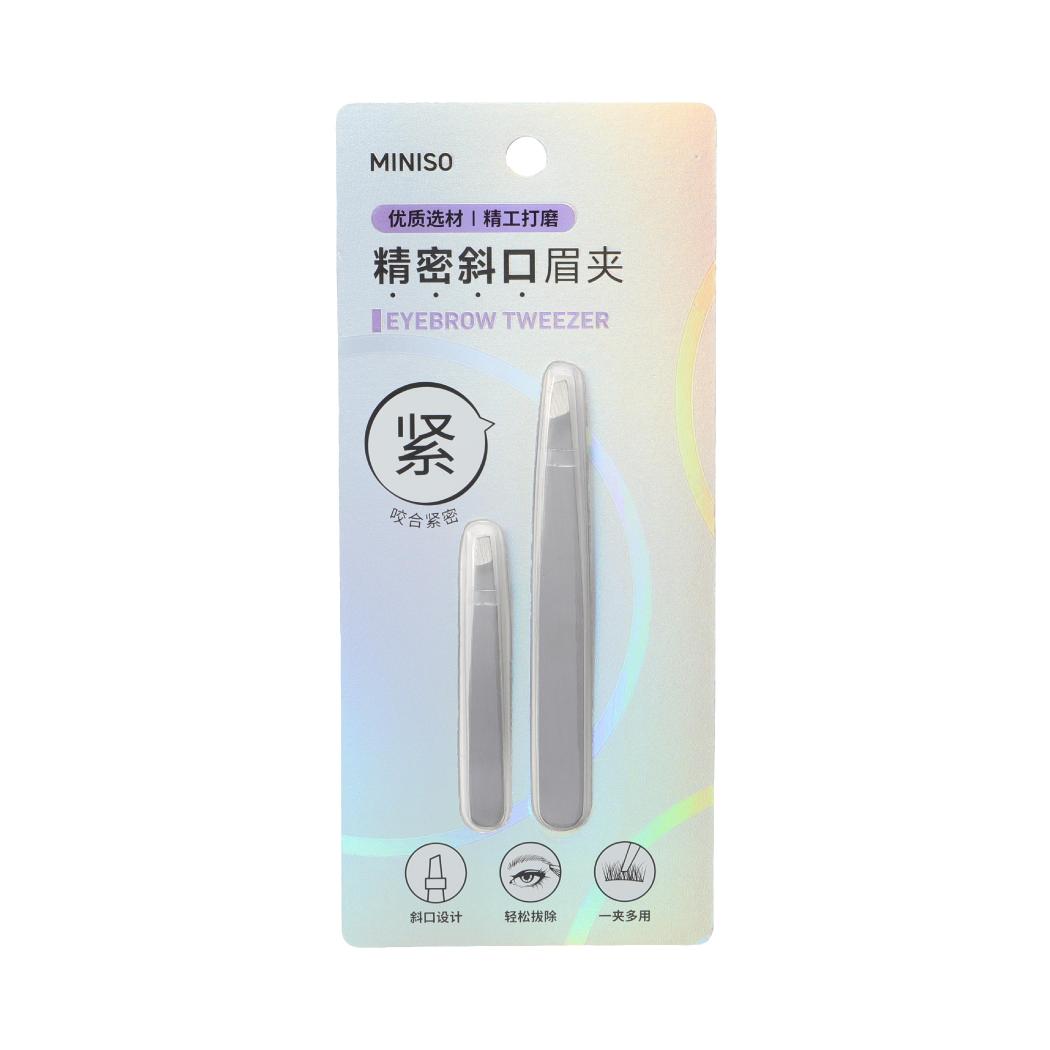 MINISO
优质选材 | 精工打磨
精密斜口眉夹
EYEBROW TWEEZER
紧
咬合紧密
斜口设计
轻松拔除
一夹多用